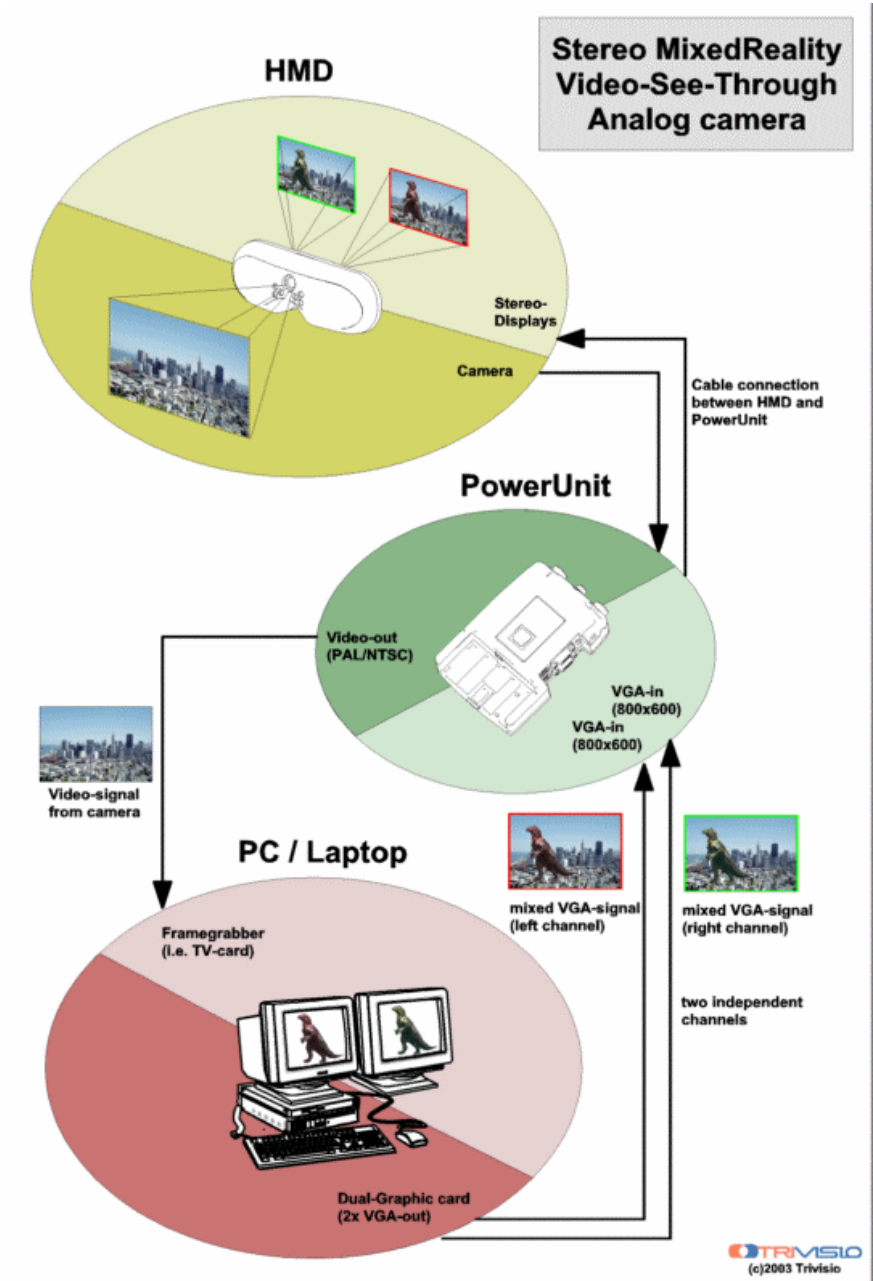 Stereo MixedReality
Video-See-Through
Analog camera
HMD
Stereo-
Displays
Camera
Cable connection
between HMD and
PowerUnit
PowerUnit
Video-out
(PAL/NTSC)
VGA-in
(800x600)
VGA-in
(800x600)
Video-signal
from camera
PC / Laptop
mixed VGA-signal
(left channel)
mixed VGA-signal
(right channel)
Framegrabber
(i.e. TV-card)
two independent
channels
Dual-Graphic card
(2x VGA-out)
TRIVISIO
(c)2003 Trivisio